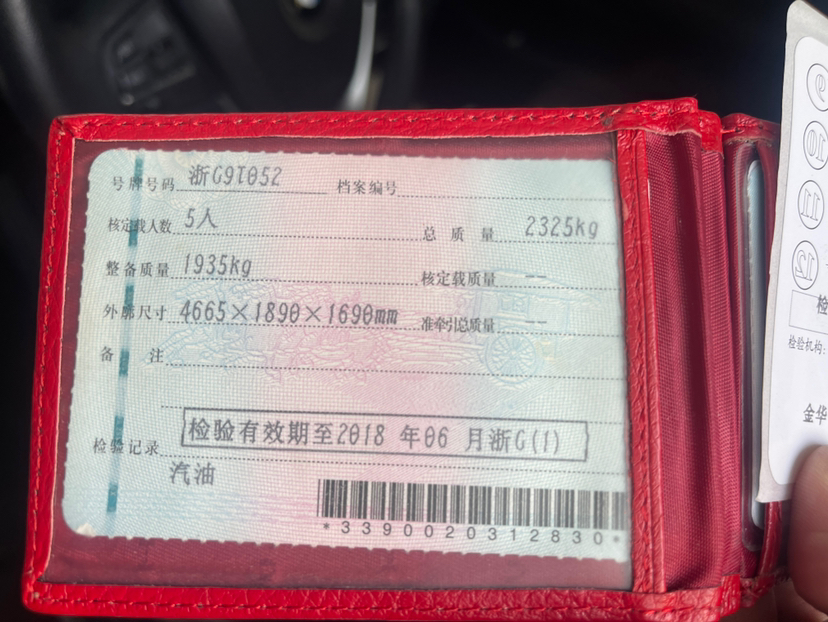 号牌号码 浙G9T052 档案编号
核定载人数 5人 总质量 2325kg
整备质量 1935kg 核定载质量 --
外廓尺寸 4665×1890×1690mm 准牵引总质量 --
备注
检验记录 检验有效期至2018 年06 月浙G(1)
汽油
*3390020312830*
9
10
11
12
检
检验机构:
金华